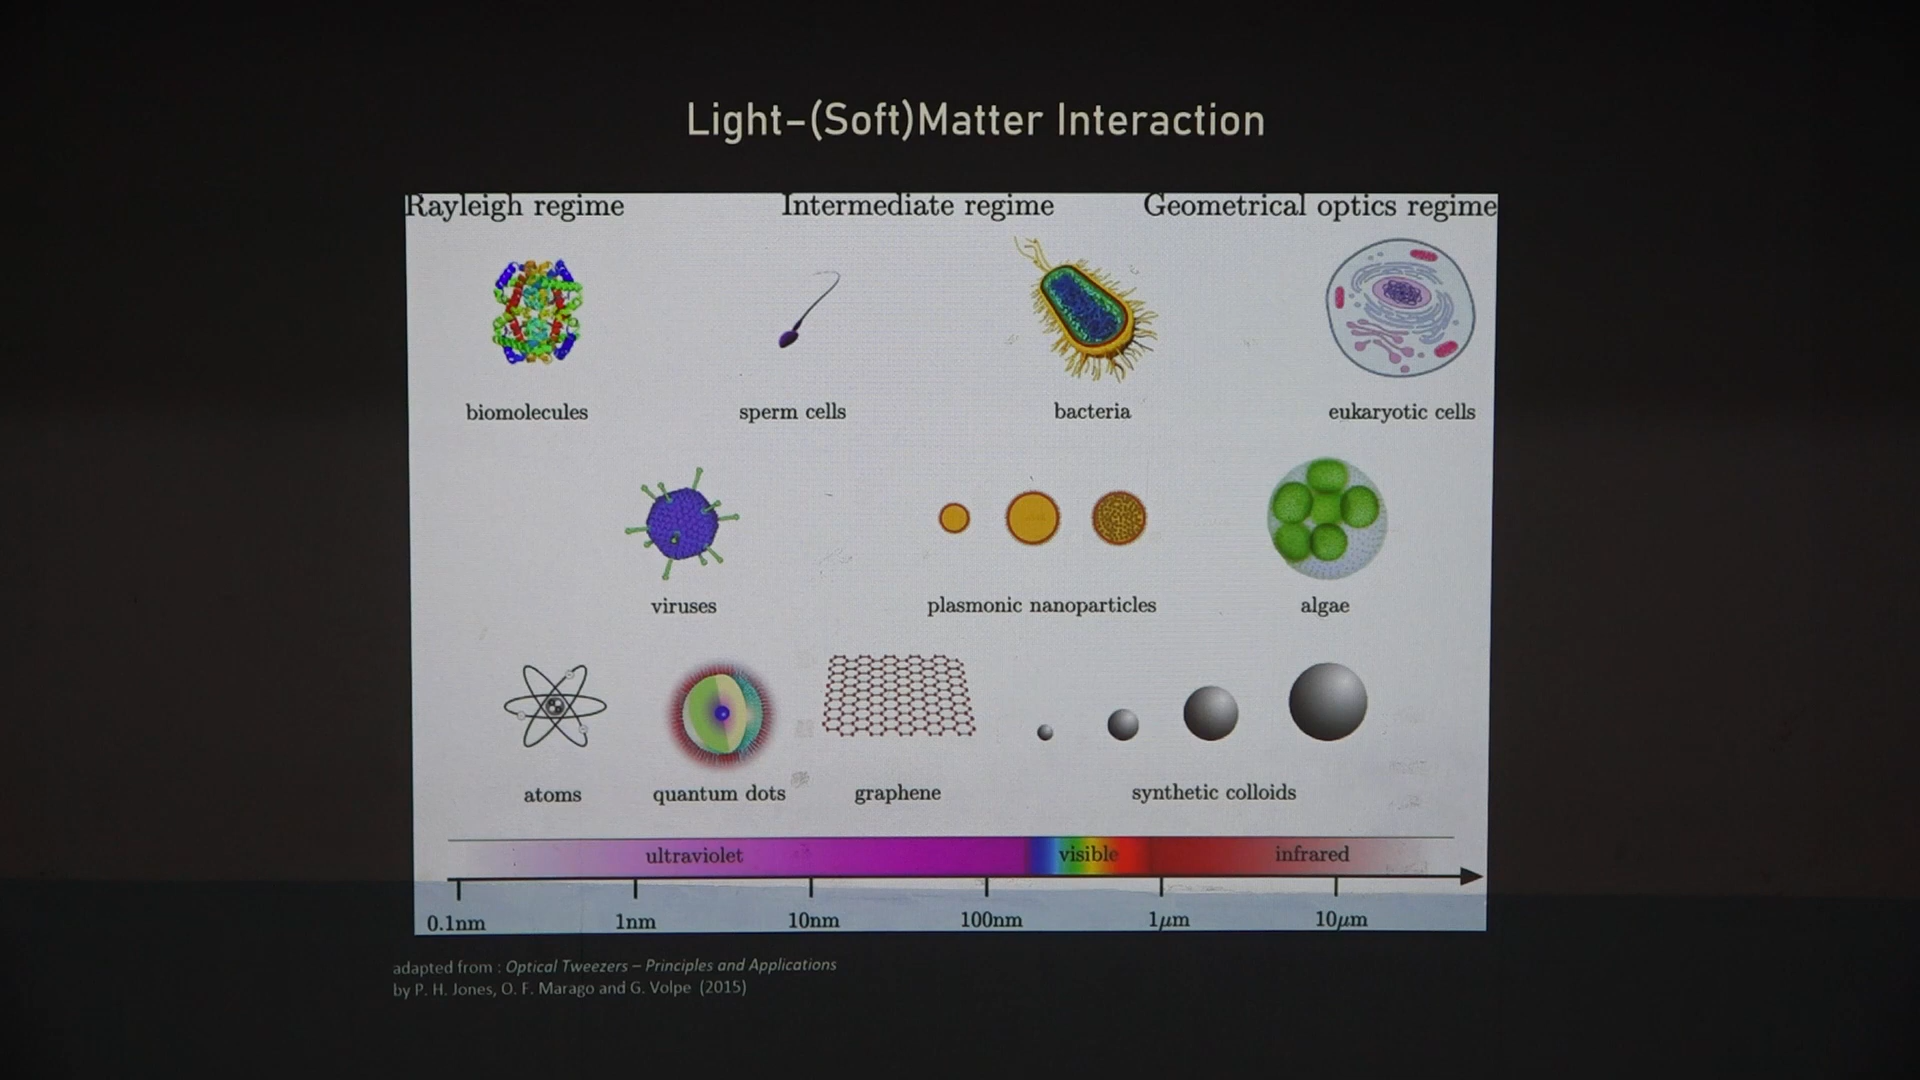 Light-(Soft)Matter Interaction
Rayleigh regime Intermediate regime Geometrical optics regime
biomolecules sperm cells bacteria eukaryotic cells
viruses plasmonic nanoparticles algae
atoms quantum dots graphene synthetic colloids
ultraviolet visible infrared
0.1nm 1nm 10nm 100nm 1μm 10μm
adapted from : Optical Tweezers – Principles and Applications
by P. H. Jones, O. F. Marago and G. Volpe (2015)